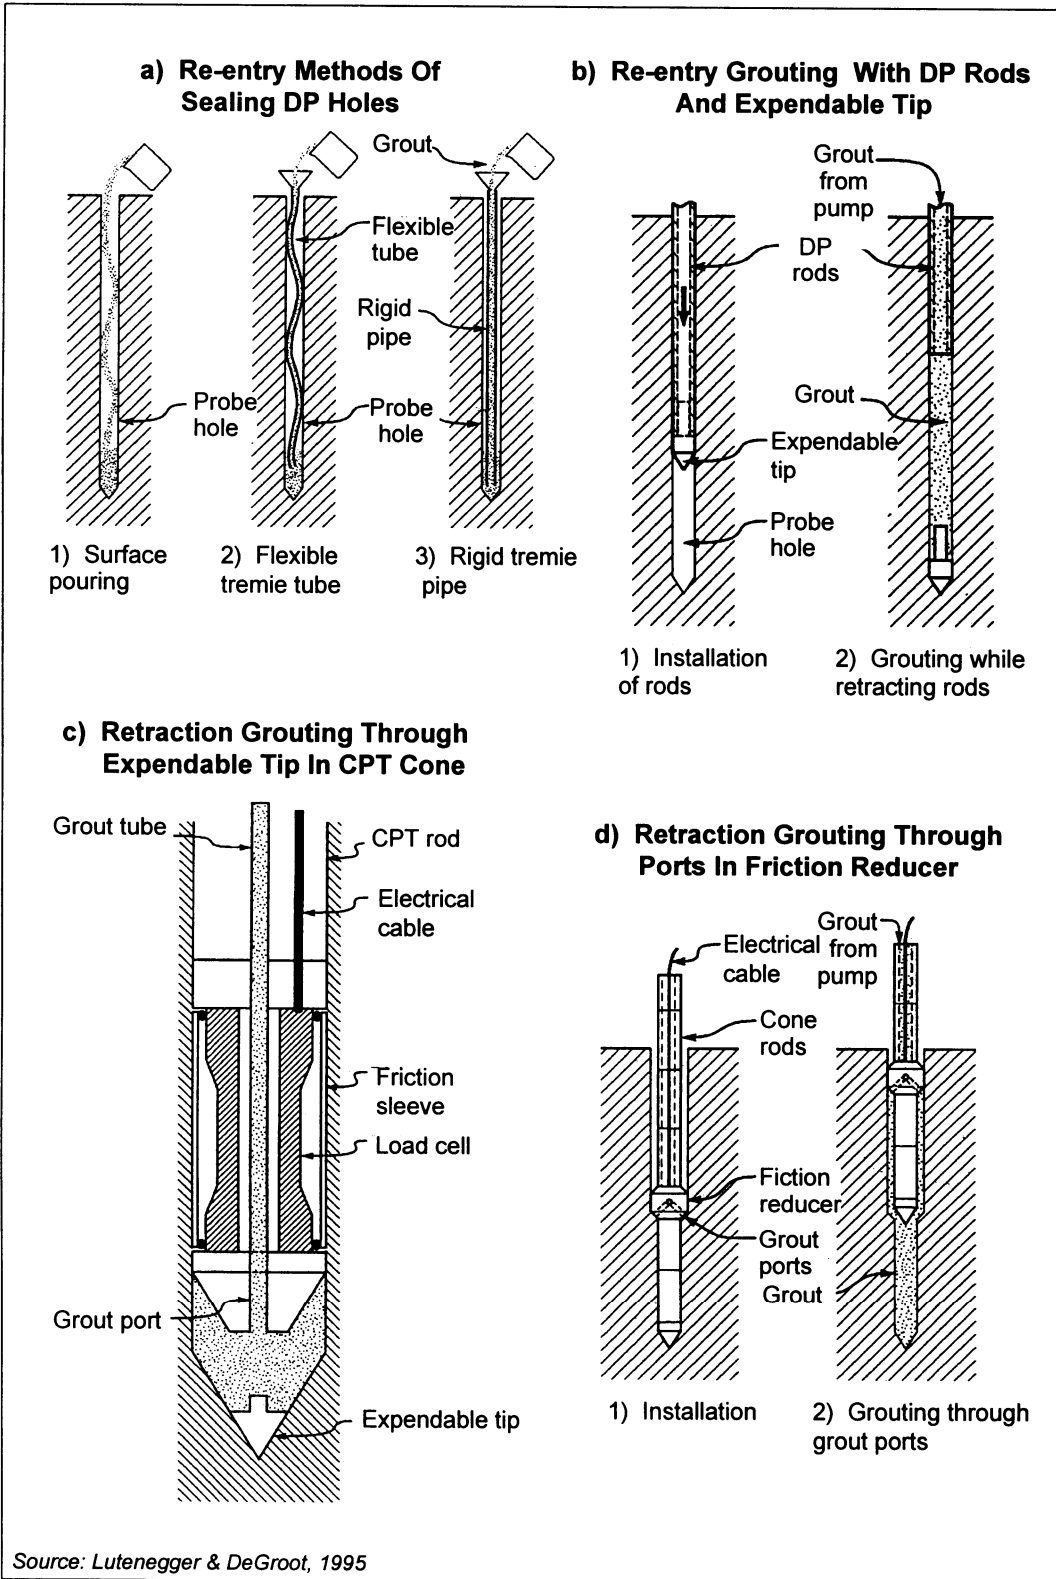 a) Re-entry Methods Of
Sealing DP Holes
Grout
Flexible
tube
Rigid
pipe
Probe
hole
Probe
hole
1) Surface
pouring
2) Flexible
tremie tube
3) Rigid tremie
pipe
b) Re-entry Grouting With DP Rods
And Expendable Tip
Grout
from
pump
DP
rods
Grout
Expendable
tip
Probe
hole
1) Installation
of rods
2) Grouting while
retracting rods
c) Retraction Grouting Through
Expendable Tip In CPT Cone
Grout tube
CPT rod
Electrical
cable
Friction
sleeve
Load cell
Grout port
Expendable tip
d) Retraction Grouting Through
Ports In Friction Reducer
Grout
from
pump
Electrical
cable
Cone
rods
Fiction
reducer
Grout
ports
Grout
1) Installation
2) Grouting through
grout ports
Source: Lutenegger & DeGroot, 1995